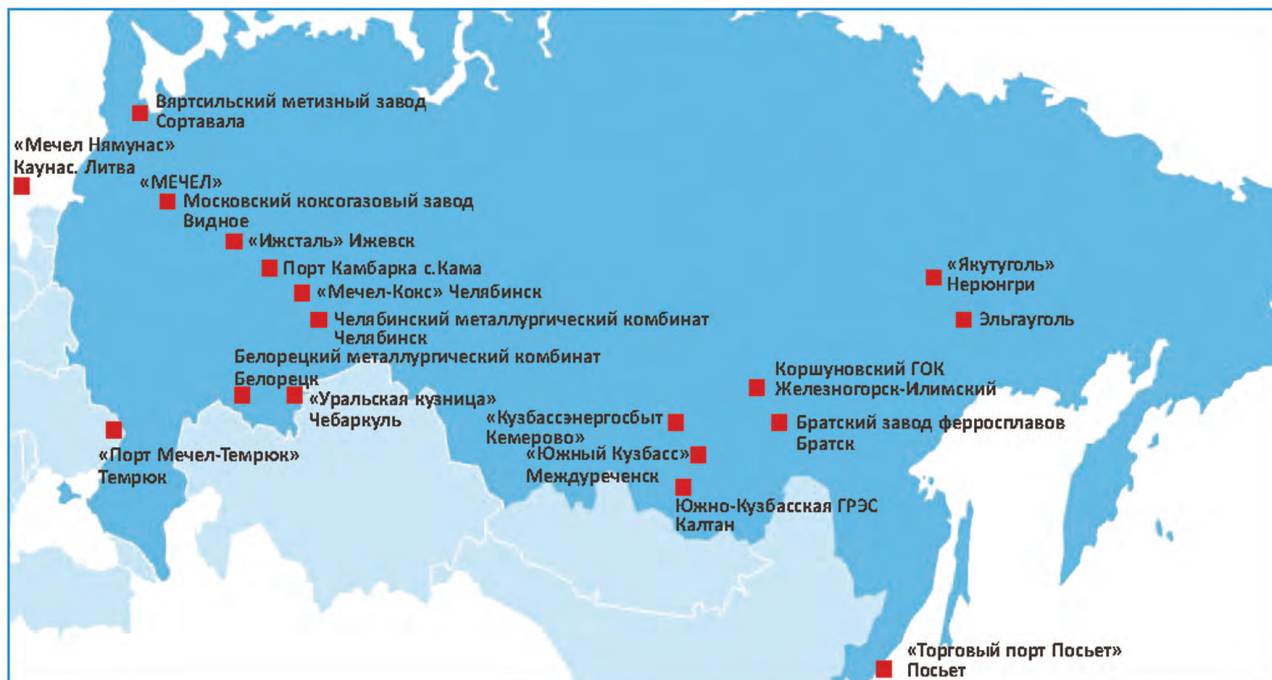 Вяртсильский метизный завод
Сортавала
«Мечел Нямунас»
Каунас. Литва
«МЕЧЕЛ»
Московский коксогазовый завод
Видное
«Ижсталь» Ижевск
Порт Камбарка с.Кама
«Мечел-Кокс» Челябинск
Челябинский металлургический комбинат
Челябинск
Белорецкий металлургический комбинат
Белорецк
«Уральская кузница»
Чебаркуль
«Порт Мечел-Темрюк»
Темрюк
«Якутуголь»
Нерюнгри
Эльгауголь
Коршуновский ГОК
Железногорск-Илимский
«Кузбассэнергосбыт
Кемерово»
Братский завод ферросплавов
Братск
«Южный Кузбасс»
Междуреченск
Южно-Кузбасская ГРЭС
Калтан
«Торговый порт Посьет»
Посьет